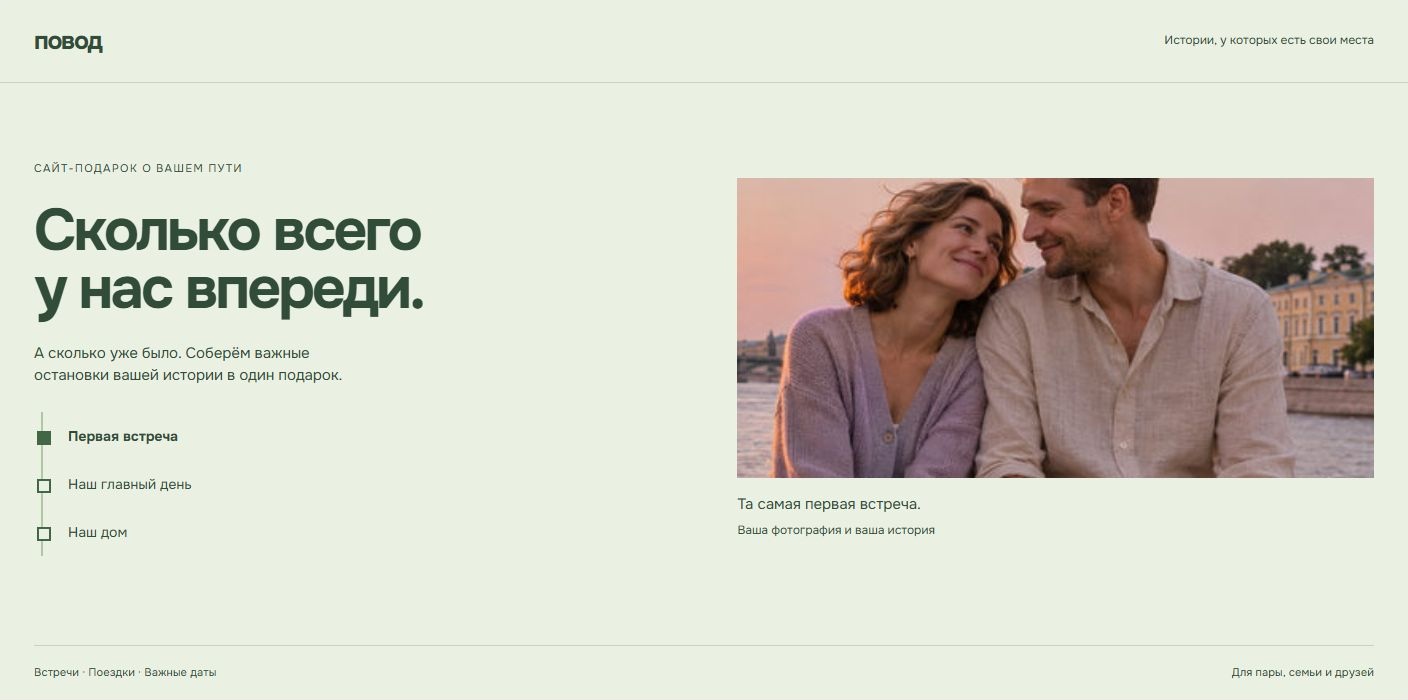 повод
Истории, у которых есть свои места
САЙТ-ПОДАРОК О ВАШЕМ ПУТИ
Сколько всего
у нас впереди.
А сколько уже было. Соберём важные
остановки вашей истории в один подарок.
Первая встреча
Наш главный день
Наш дом
Та самая первая встреча.
Ваша фотография и ваша история
Встречи · Поездки · Важные даты
Для пары, семьи и друзей